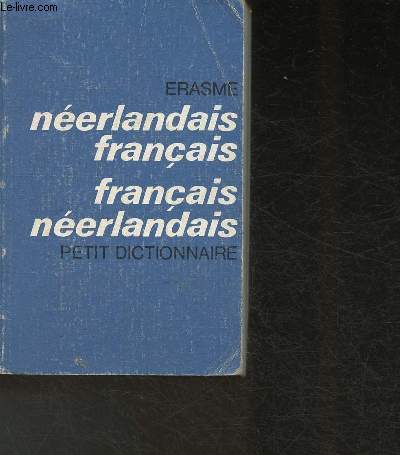 Le-livre.com
ERASME
néerlandais
français
français
néerlandais
PETIT DICTIONNAIRE